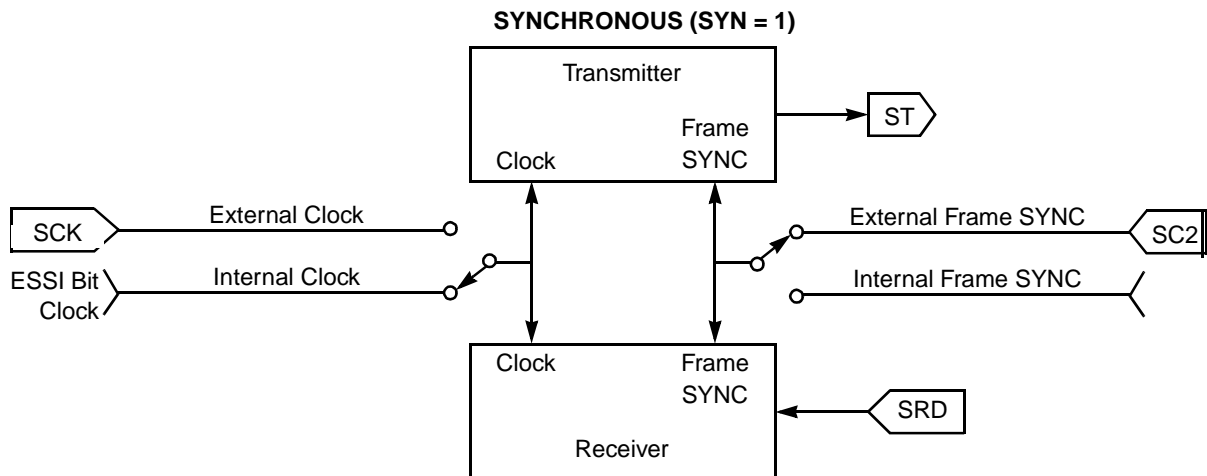 SYNCHRONOUS (SYN = 1)
Transmitter
Frame
SYNC
Clock
ST
SCK
External Clock
External Frame SYNC
SC2
ESSI Bit
Clock
Internal Clock
Internal Frame SYNC
Clock
Frame
SYNC
SRD
Receiver